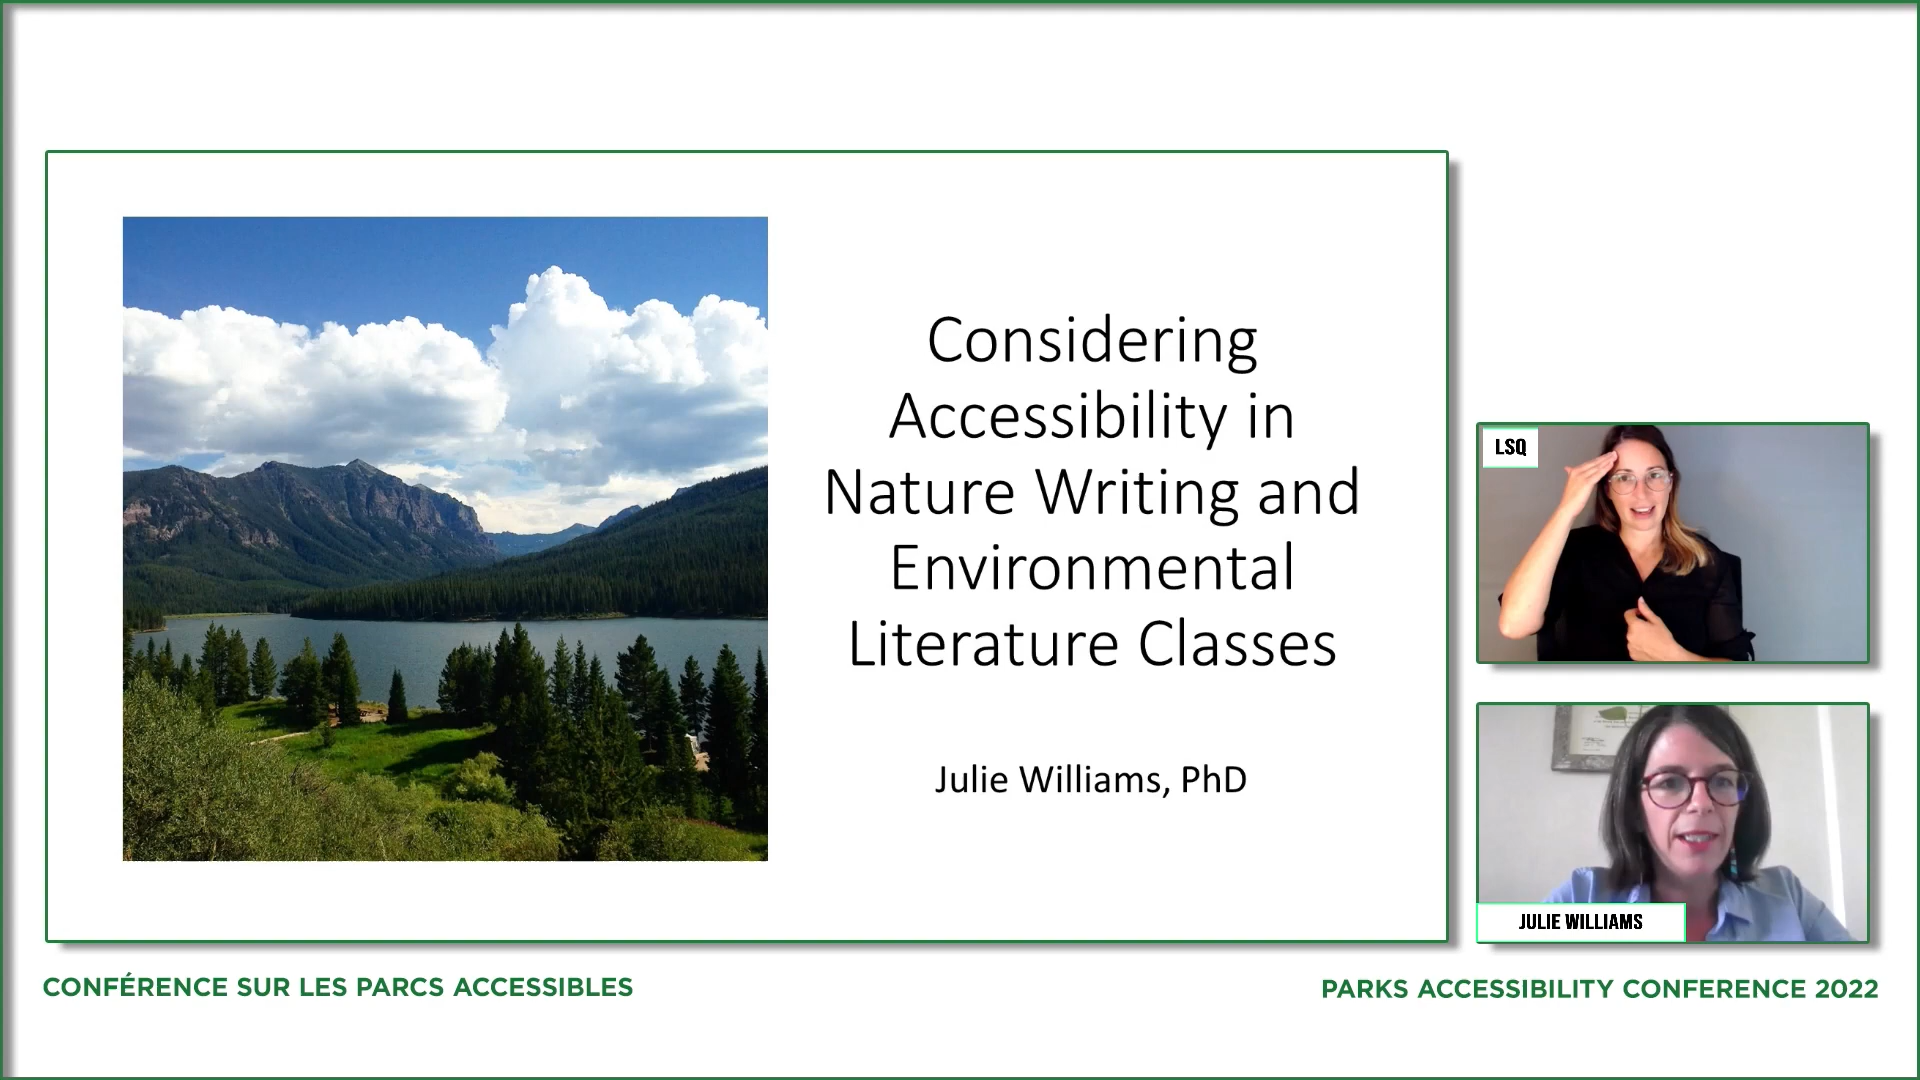 Considering
Accessibility in
Nature Writing and
Environmental
Literature Classes
Julie Williams, PhD
LSQ
JULIE WILLIAMS
CONFÉRENCE SUR LES PARCS ACCESSIBLES
PARKS ACCESSIBILITY CONFERENCE 2022